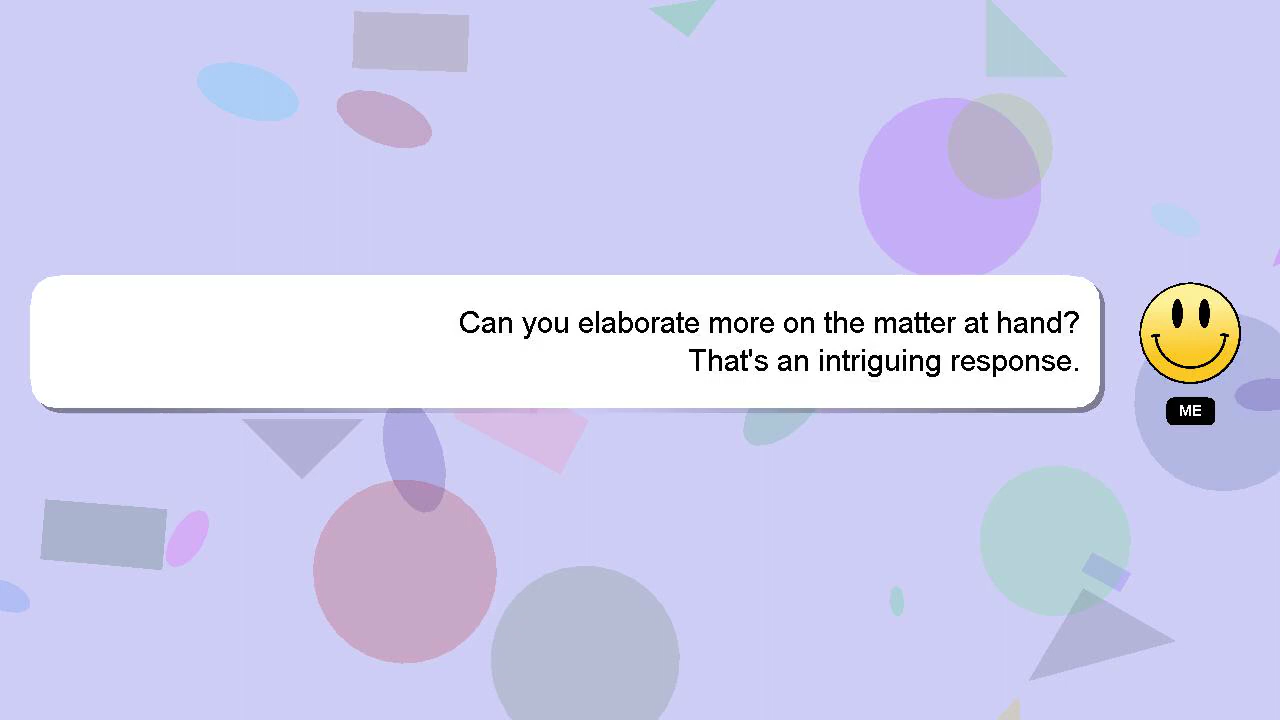 Can you elaborate more on the matter at hand?
That's an intriguing response.
ME